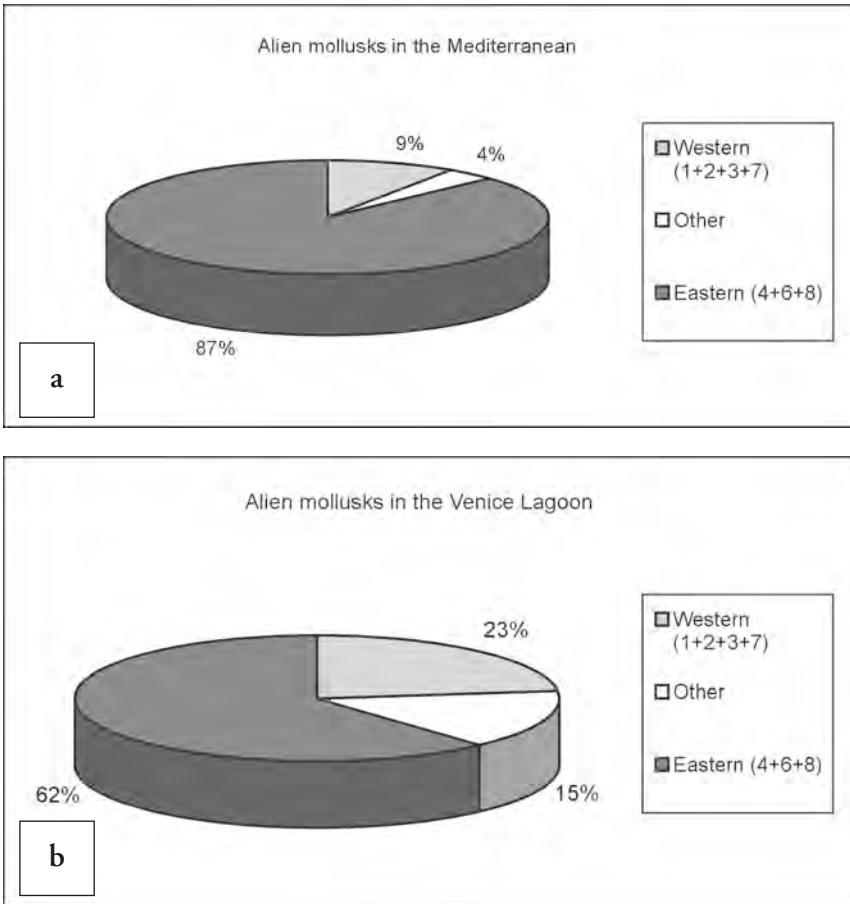 Alien mollusks in the Mediterranean
9%
4%
87%
Western
(1+2+3+7)
Other
Eastern (4+6+8)
a
Alien mollusks in the Venice Lagoon
23%
15%
62%
Western
(1+2+3+7)
Other
Eastern (4+6+8)
b